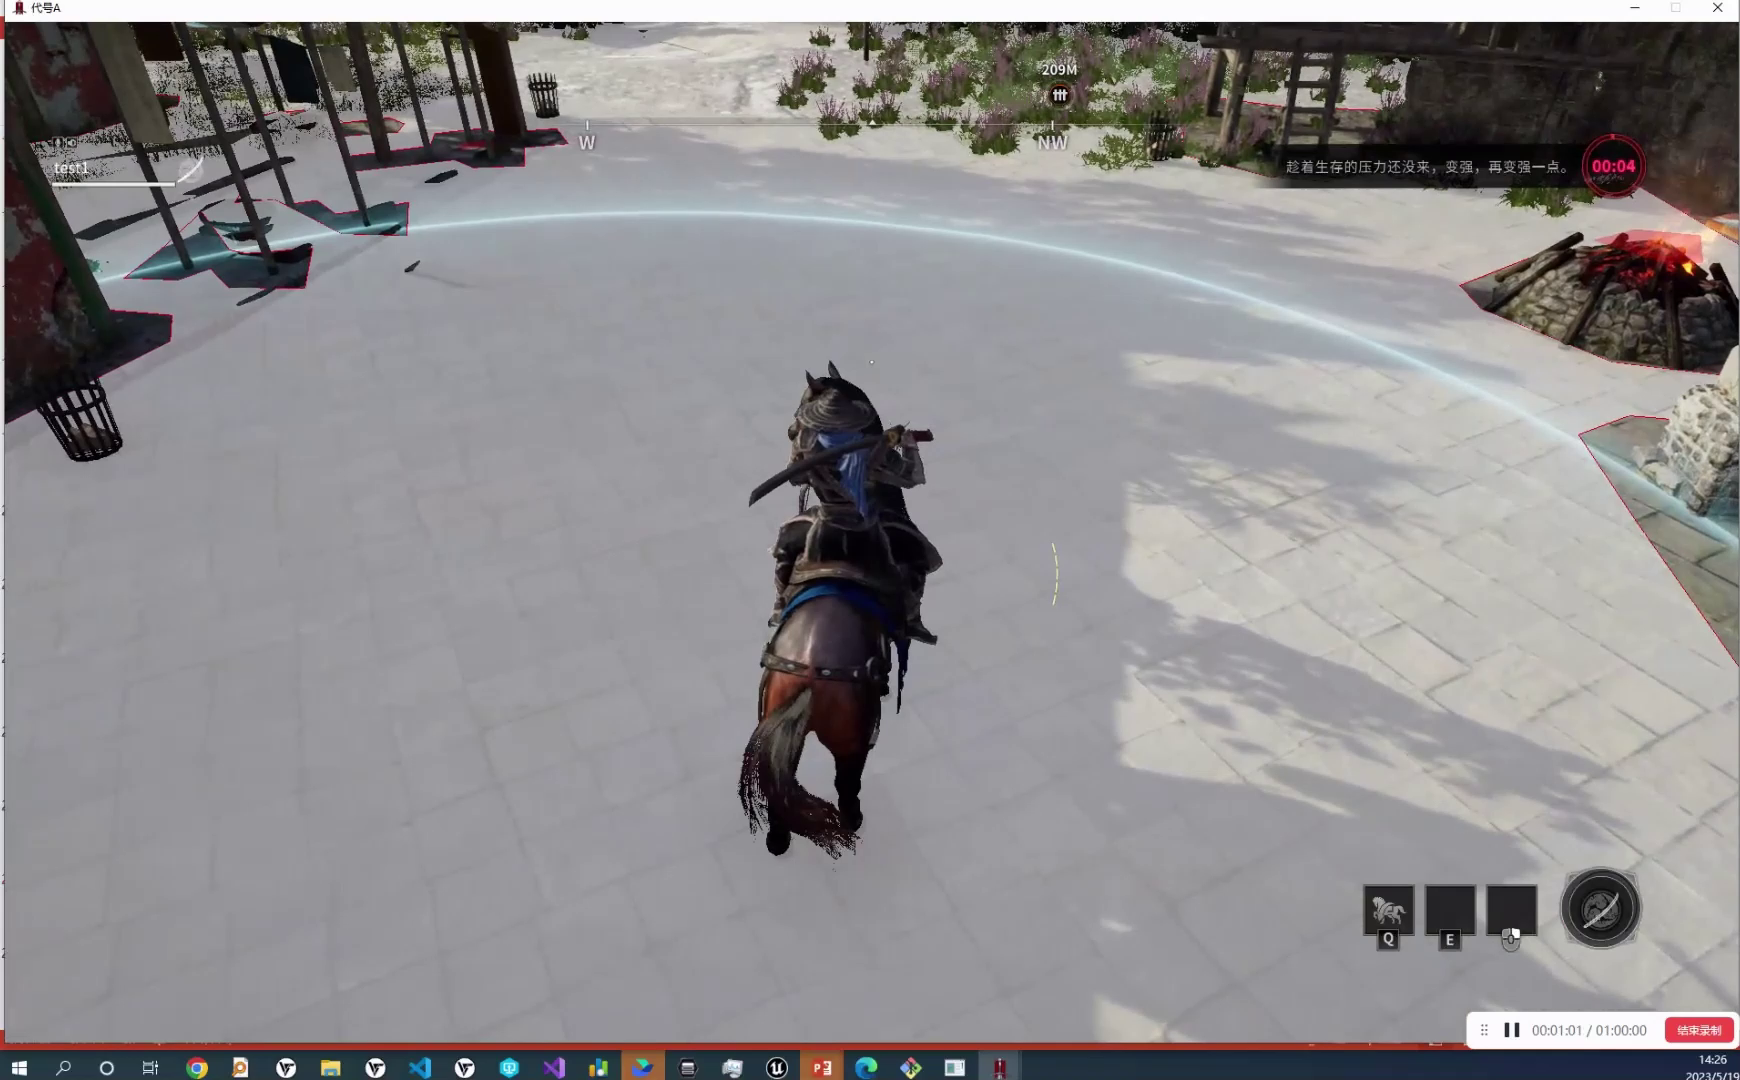 代号A
209M
W
NW
test1
趁着生存的压力还没来，变强，再变强一点。
00:04
Q
E
00:01:01 / 01:00:00
结束录制
14:26
2023/5/19